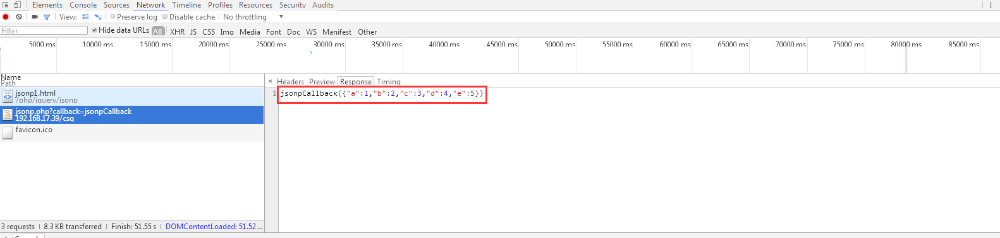 Elements Console Sources Network Timeline Profiles Resources Security Audits
View: Preserve log Disable cache No throttling
Filter Hide data URLs All XHR JS CSS Img Media Font Doc WS Manifest Other
5000 ms 10000 ms 15000 ms 20000 ms 25000 ms 30000 ms 35000 ms 40000 ms 45000 ms 50000 ms 55000 ms 60000 ms 65000 ms 70000 ms 75000 ms 80000 ms 85000 ms
Name
Path
× Headers Preview Response Timing
jsonp1.html
/php/jquery/jsonp
1 jsonpCallback({"a":1,"b":2,"c":3,"d":4,"e":5})
jsonp.php?callback=jsonpCallback
192.168.17.39/csq
favicon.ico
3 requests | 8.3 KB transferred | Finish: 51.55 s | DOMContentLoaded: 51.52 ...